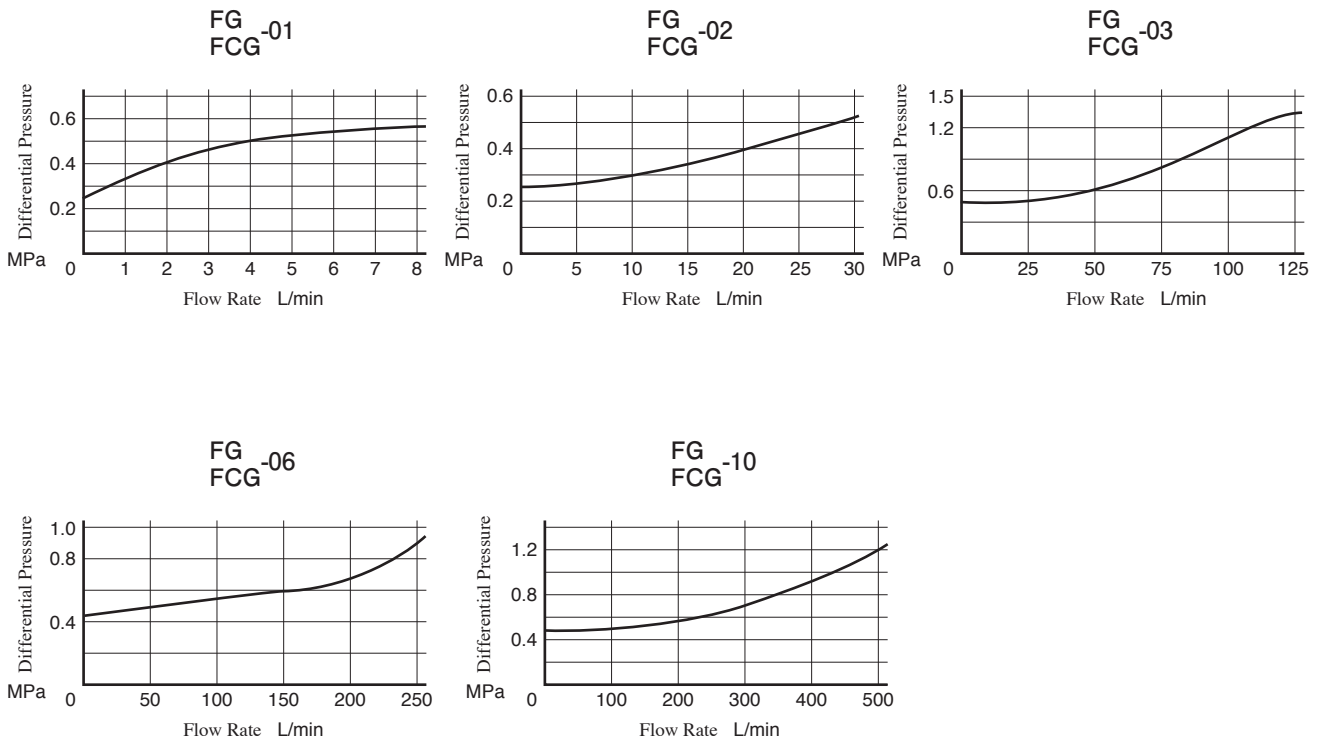 FG
FCG -01
Differential Pressure
0.6
0.4
0.2
MPa
0 1 2 3 4 5 6 7 8
Flow Rate L/min
FG
FCG -02
Differential Pressure
0.6
0.4
0.2
MPa
0 5 10 15 20 25 30
Flow Rate L/min
FG
FCG -03
Differential Pressure
1.5
1.2
0.6
MPa
0 25 50 75 100 125
Flow Rate L/min
FG
FCG -06
Differential Pressure
1.0
0.8
0.4
MPa
0 50 100 150 200 250
Flow Rate L/min
FG
FCG -10
Differential Pressure
1.2
0.8
0.4
MPa
0 100 200 300 400 500
Flow Rate L/min